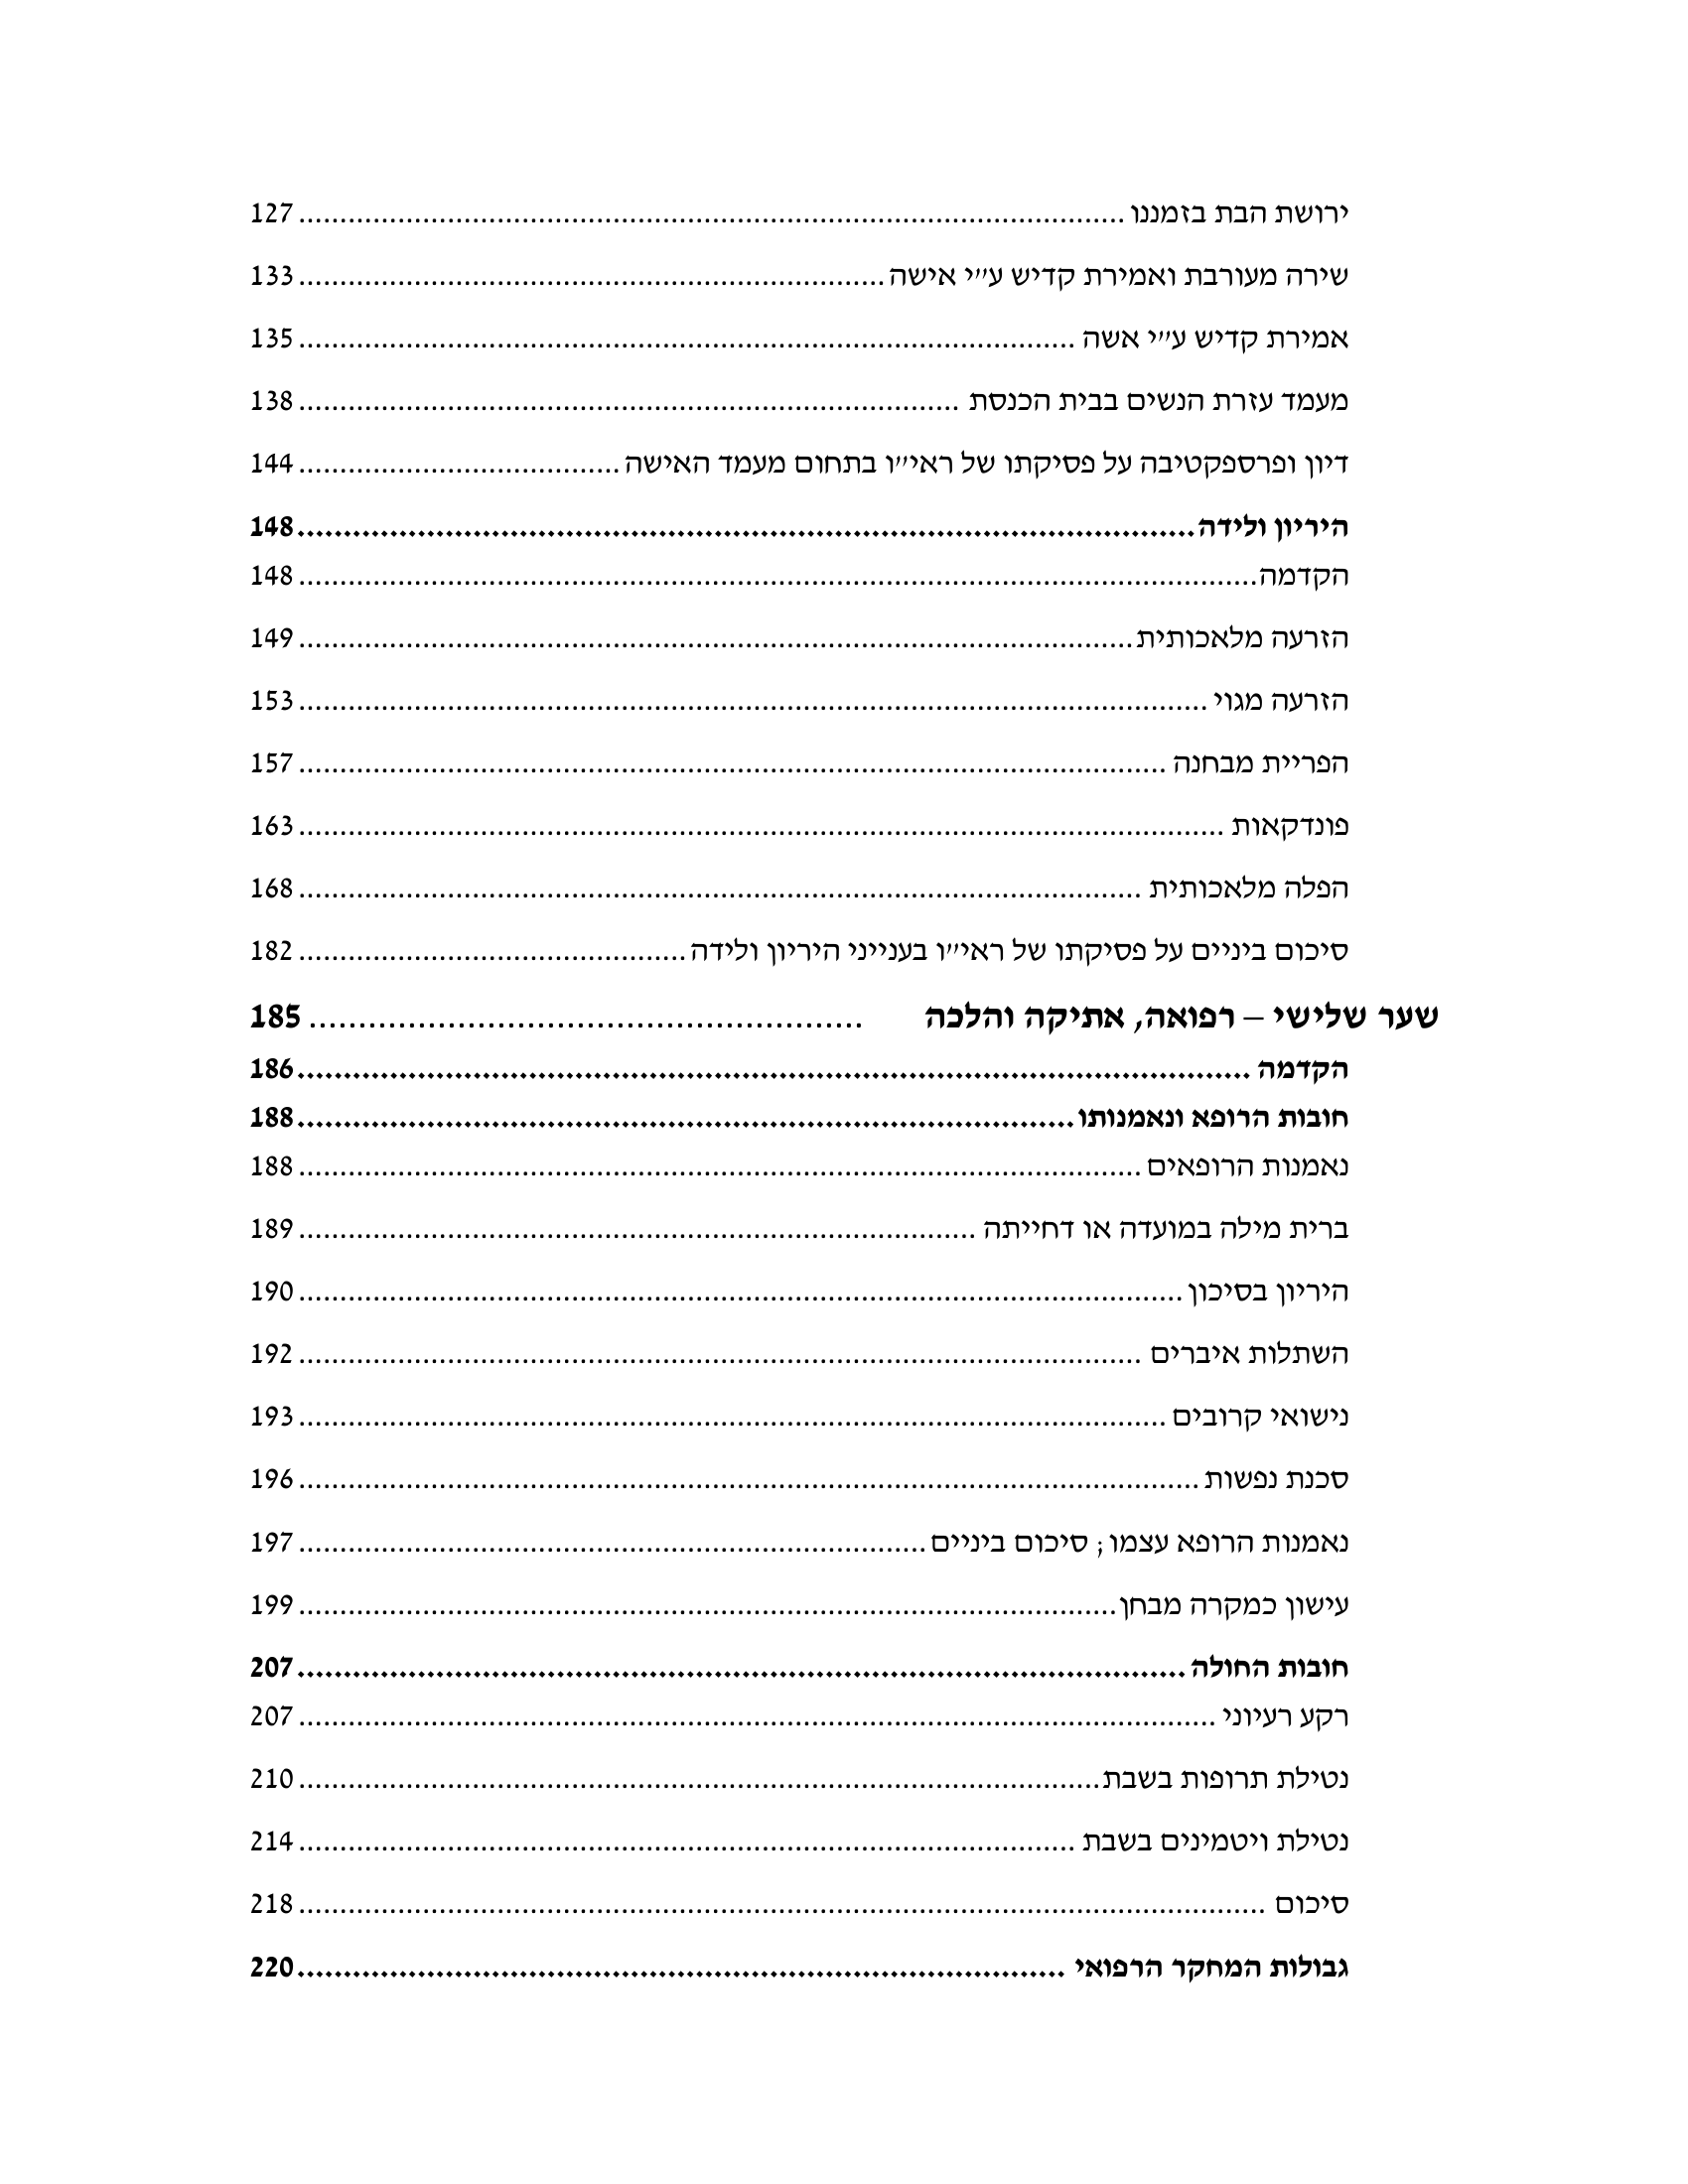 ירושת הבת בזמננו ........................................ 127
שירה מעורבת ואמירת קדיש ע״י אישה ........................................ 133
אמירת קדיש ע״י אשה ........................................ 135
מעמד עזרת הנשים בבית הכנסת ........................................ 138
דיון ופרספקטיבה על פסיקתו של ראי״ו בתחום מעמד האישה ........................................ 144
היריון ולידה ........................................ 148
הקדמה ........................................ 148
הזרעה מלאכותית ........................................ 149
הזרעה מגוי ........................................ 153
הפריית מבחנה ........................................ 157
פונדקאות ........................................ 163
הפלה מלאכותית ........................................ 168
סיכום ביניים על פסיקתו של ראי״ו בענייני היריון ולידה ........................................ 182
שער שלישי – רפואה, אתיקה והלכה ........................................ 185
הקדמה ........................................ 186
חובות הרופא ונאמנותו ........................................ 188
נאמנות הרופאים ........................................ 188
ברית מילה במועדה או דחייתה ........................................ 189
היריון בסיכון ........................................ 190
השתלות איברים ........................................ 192
נישואי קרובים ........................................ 193
סכנת נפשות ........................................ 196
נאמנות הרופא עצמו; סיכום ביניים ........................................ 197
עישון כמקרה מבחן ........................................ 199
חובות החולה ........................................ 207
רקע רעיוני ........................................ 207
נטילת תרופות בשבת ........................................ 210
נטילת ויטמינים בשבת ........................................ 214
סיכום ........................................ 218
גבולות המחקר הרפואי ........................................ 220